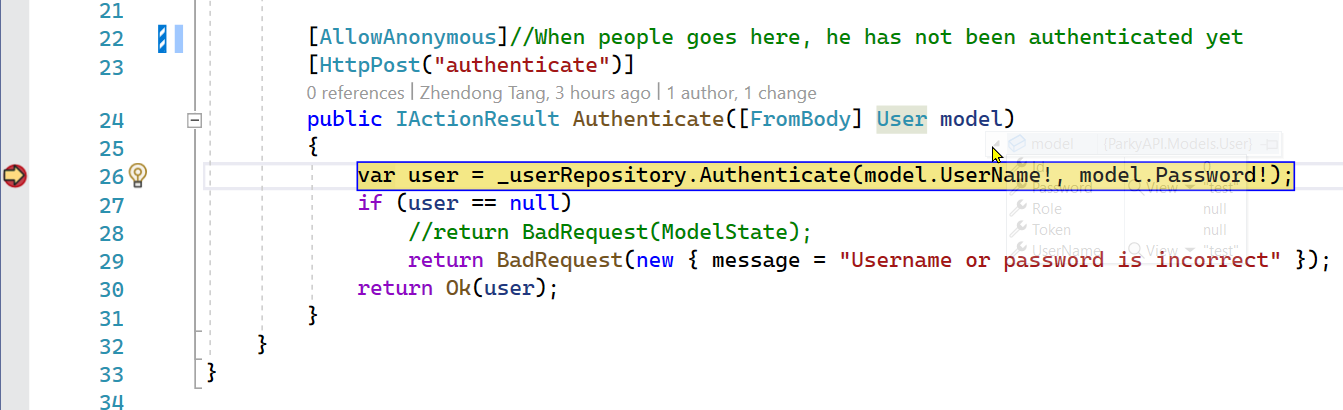 21
22 [AllowAnonymous]//When people goes here, he has not been authenticated yet
23 [HttpPost("authenticate")]
0 references | Zhendong Tang, 3 hours ago | 1 author, 1 change
24 public IActionResult Authenticate([FromBody] User model)
25 {
model {ParkyAPI.Models.User}
26 var user = _userRepository.Authenticate(model.UserName!, model.Password!);
Id 0
Password View "test"
27 if (user == null)
Role null
28 //return BadRequest(ModelState);
Token null
UserName View "test"
29 return BadRequest(new { message = "Username or password is incorrect" });
30 return Ok(user);
31 }
32 }
33 }
34